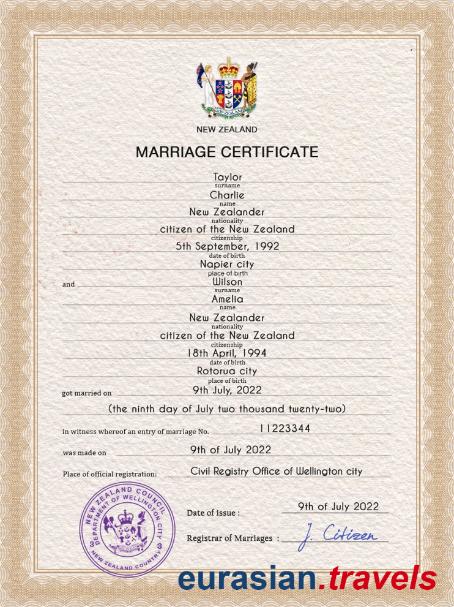 NEW ZEALAND
MARRIAGE CERTIFICATE
Taylor
surname
Charlie
name
New Zealander
nationality
citizen of the New Zealand
citizenship
5th September, 1992
date of birth
Napier city
place of birth
and
Wilson
surname
Amelia
name
New Zealander
nationality
citizen of the New Zealand
citizenship
18th April, 1994
date of birth
Rotorua city
place of birth
got married on 9th July, 2022
(the ninth day of July two thousand twenty-two)
in witness whereof an entry of marriage No. 11223344
was made on 9th of July 2022
Place of official registration: Civil Registry Office of Wellington city
NEW ZEALAND COUNCIL
DEPARTMENT OF WELLINGTON CITY
NEW ZEALAND COUNTRY
Date of Issue : 9th of July 2022
Registrar of Marriages : J. Citizen
eurasian.travels